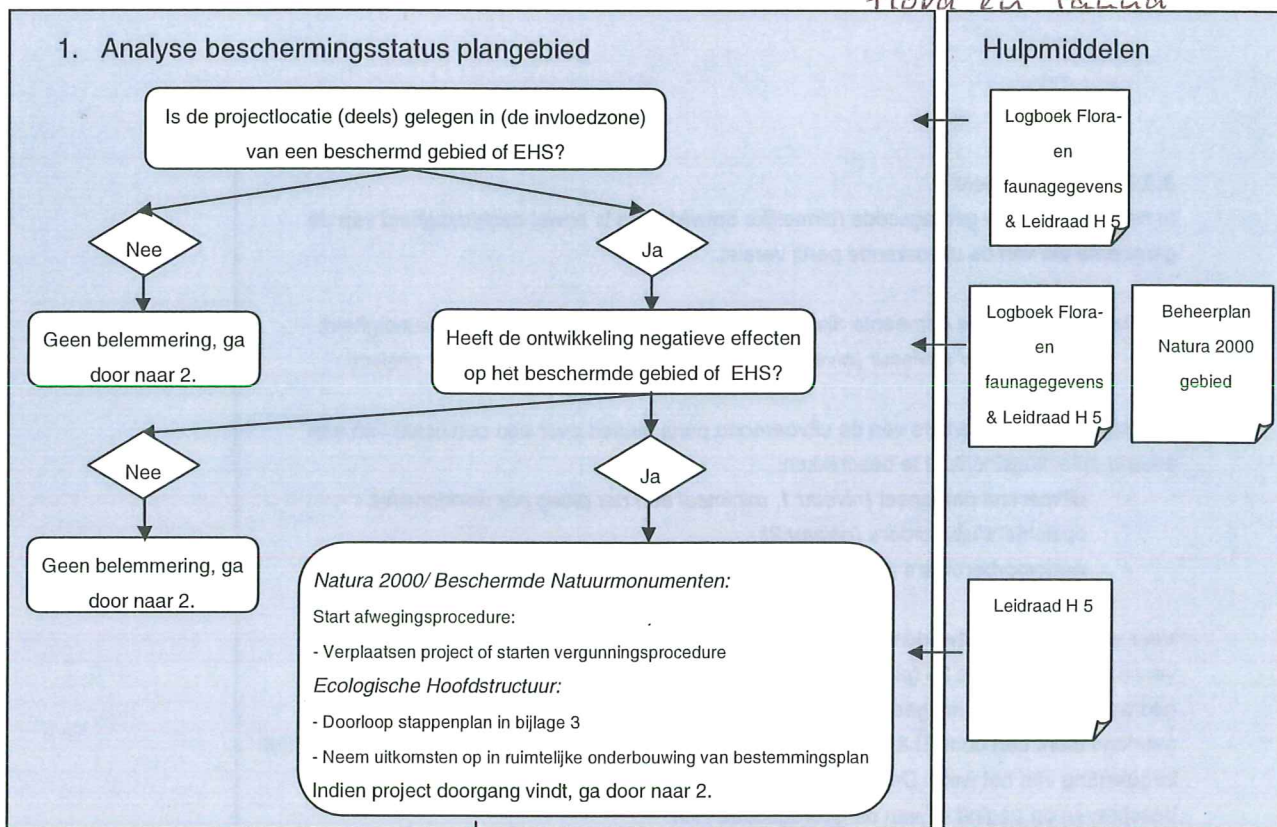 Flora en fauna
1. Analyse beschermingsstatus plangebied
Is de projectlocatie (deels) gelegen in (de invloedzone)
van een beschermd gebied of EHS?
Nee
Ja
Geen belemmering, ga
door naar 2.
Heeft de ontwikkeling negatieve effecten
op het beschermde gebied of EHS?
Nee
Ja
Geen belemmering, ga
door naar 2.
Natura 2000/ Beschermde Natuurmonumenten:
Start afwegingsprocedure:
- Verplaatsen project of starten vergunningsprocedure
Ecologische Hoofdstructuur:
- Doorloop stappenplan in bijlage 3
- Neem uitkomsten op in ruimtelijke onderbouwing van bestemmingsplan
Indien project doorgang vindt, ga door naar 2.
Hulpmiddelen
Logboek Flora-
en
faunagegevens
& Leidraad H 5
Logboek Flora-
en
faunagegevens
& Leidraad H 5
Beheerplan
Natura 2000
gebied
Leidraad H 5